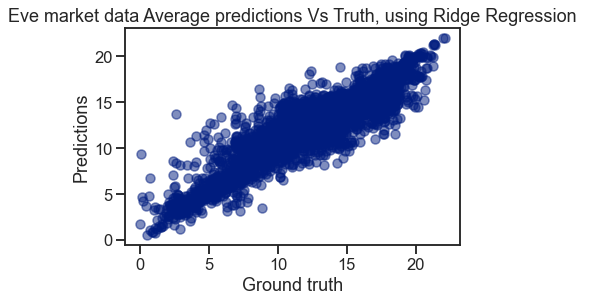 Eve market data Average predictions Vs Truth, using Ridge Regression
20
15
10
5
0
Predictions
0 5 10 15 20
Ground truth